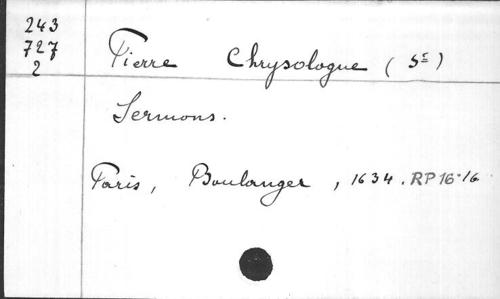 243
727
2
Pierre Chrysologue (St)
Sermons.
Paris, Boulanger, 1634. RP 16-16